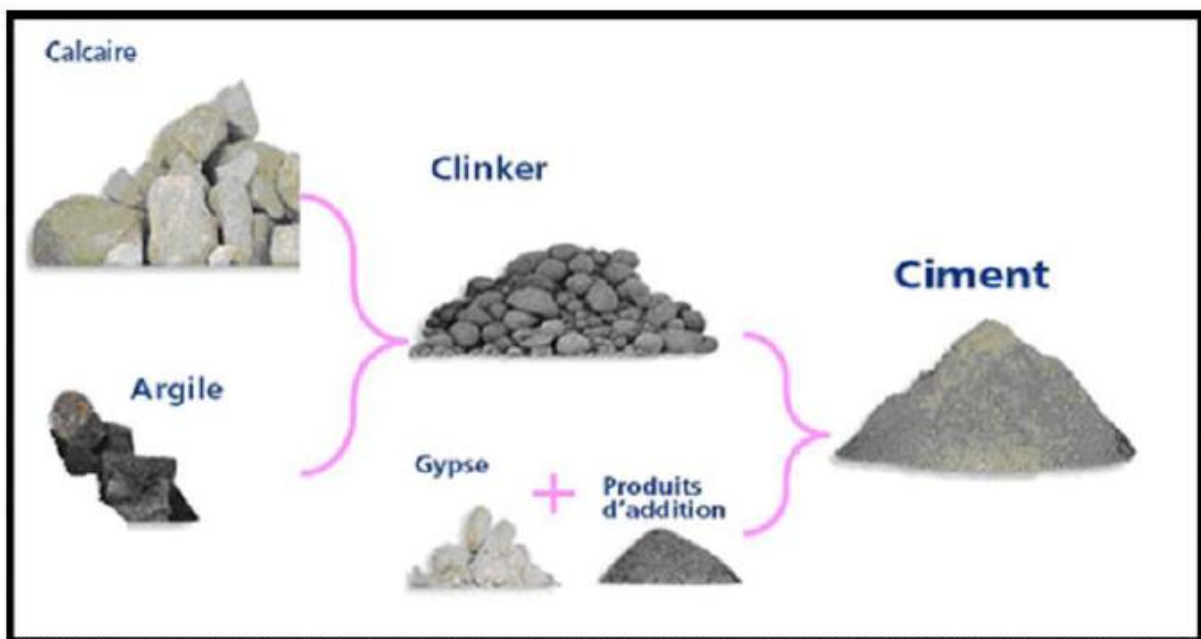 Calcaire
Clinker
Ciment
Argile
Gypse
+
Produits
d'addition